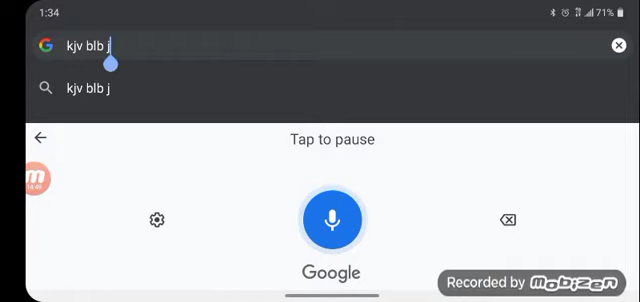 1:34
71%
kjv blb j
kjv blb j
Tap to pause
Google
Recorded by mobizen